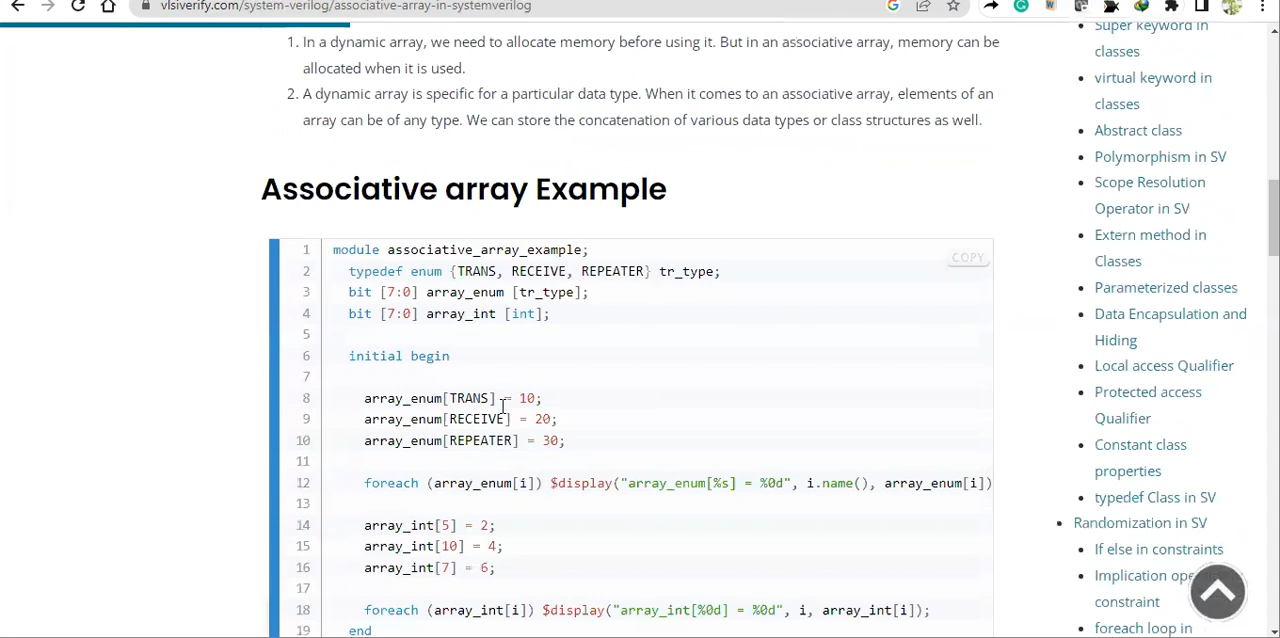 vlsiverify.com/system-verilog/associative-array-in-systemverilog
1. In a dynamic array, we need to allocate memory before using it. But in an associative array, memory can be
allocated when it is used.
2. A dynamic array is specific for a particular data type. When it comes to an associative array, elements of an
array can be of any type. We can store the concatenation of various data types or class structures as well.
Associative array Example
COPY
1 module associative_array_example;
2 typedef enum {TRANS, RECEIVE, REPEATER} tr_type;
3 bit [7:0] array_enum [tr_type];
4 bit [7:0] array_int [int];
5
6 initial begin
7
8 array_enum[TRANS] = 10;
9 array_enum[RECEIVE] = 20;
10 array_enum[REPEATER] = 30;
11
12 foreach (array_enum[i]) $display("array_enum[%s] = %0d", i.name(), array_enum[i])
13
14 array_int[5] = 2;
15 array_int[10] = 4;
16 array_int[7] = 6;
17
18 foreach (array_int[i]) $display("array_int[%0d] = %0d", i, array_int[i]);
19 end
Super keyword in
classes
virtual keyword in
classes
Abstract class
Polymorphism in SV
Scope Resolution
Operator in SV
Extern method in
Classes
Parameterized classes
Data Encapsulation and
Hiding
Local access Qualifier
Protected access
Qualifier
Constant class
properties
typedef Class in SV
Randomization in SV
If else in constraints
Implication
constraint
foreach loop in